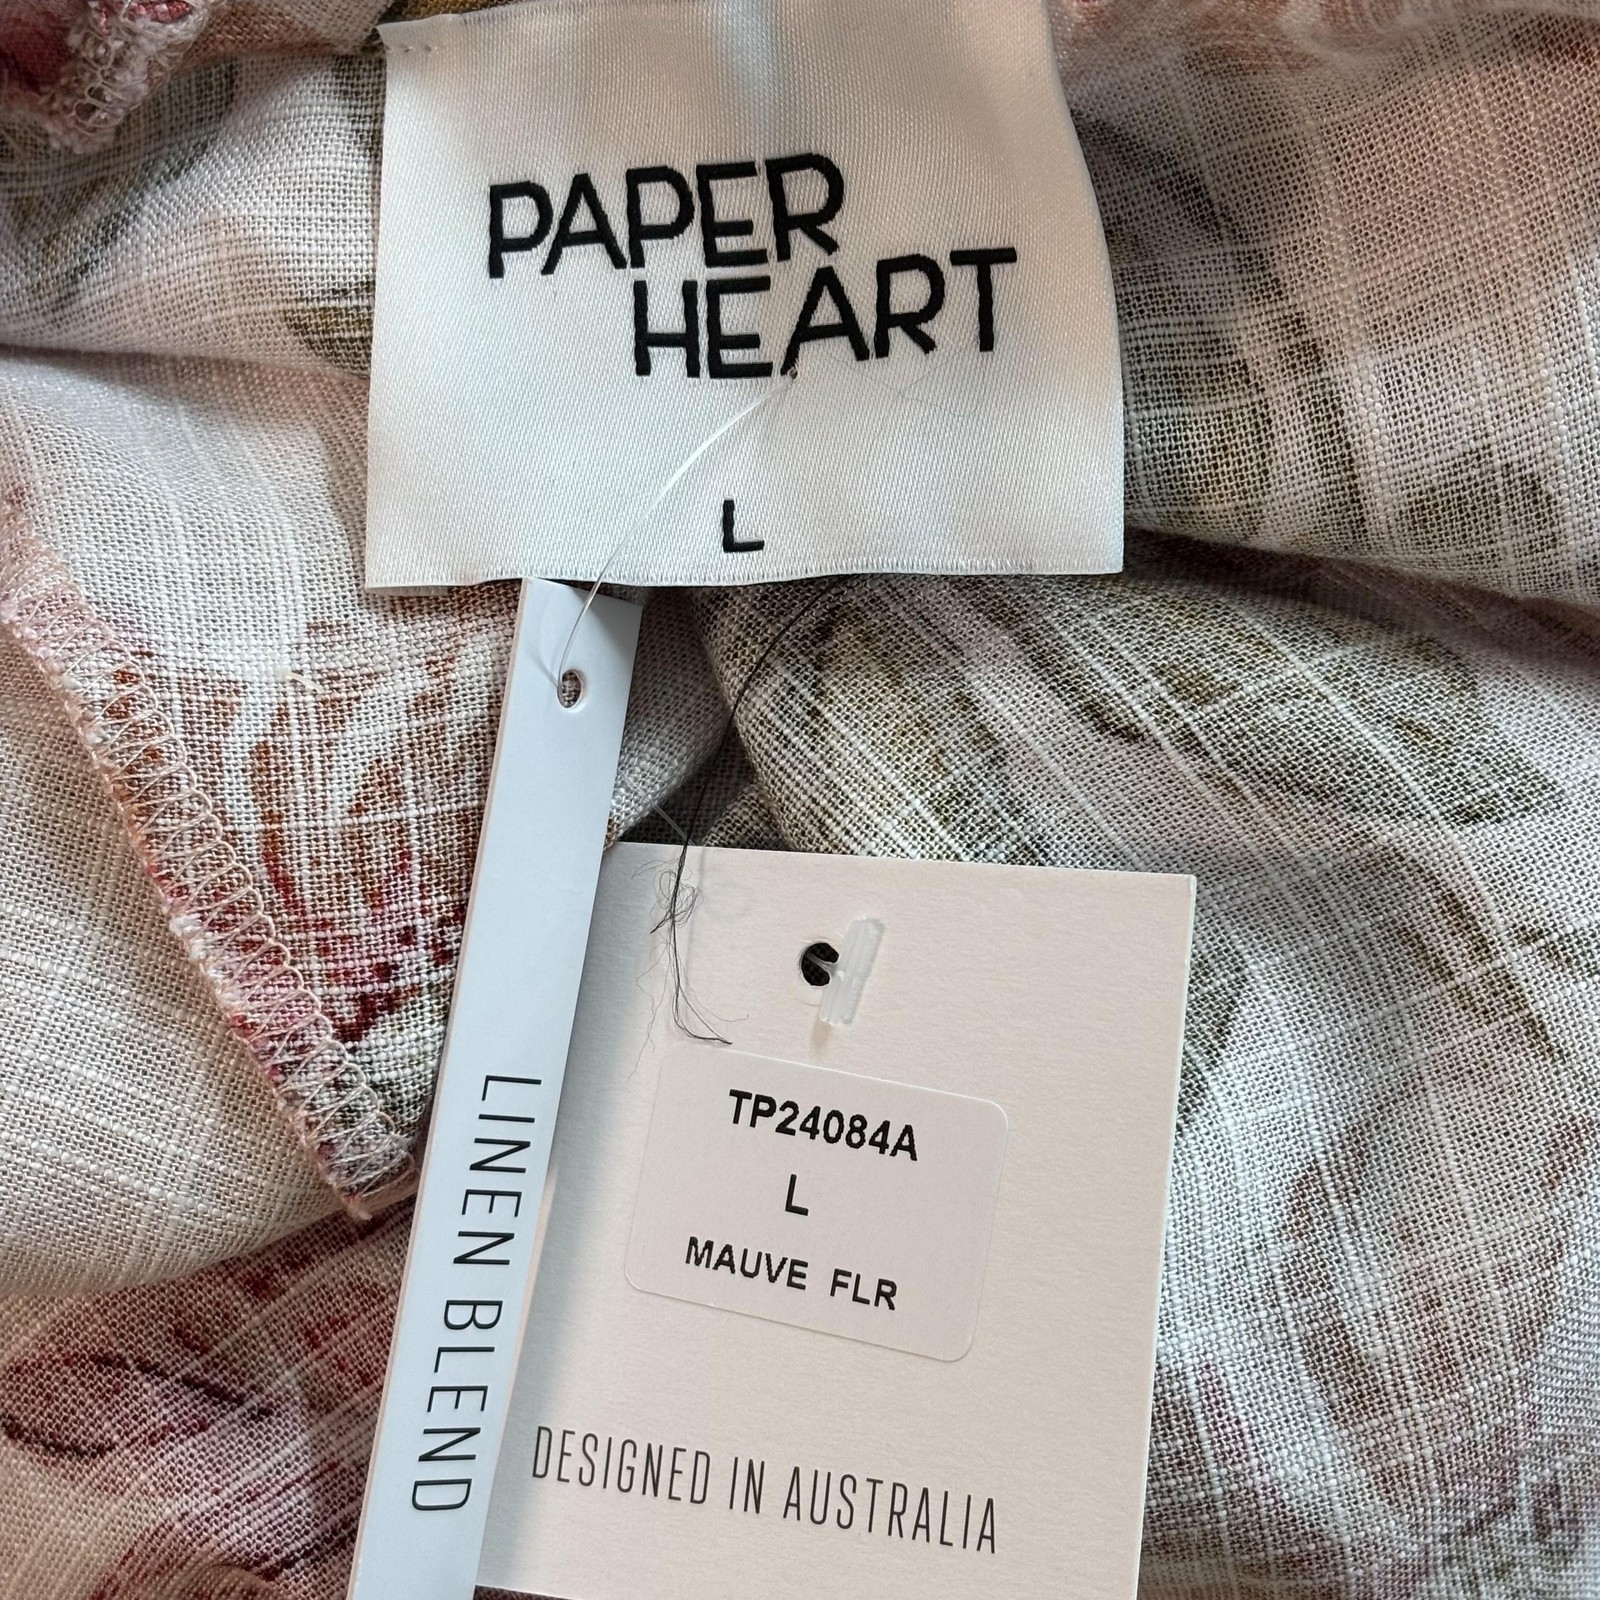 PAPER
HEART
L
LINEN BLEND
TP24084A
L
MAUVE FLR
DESIGNED IN AUSTRALIA